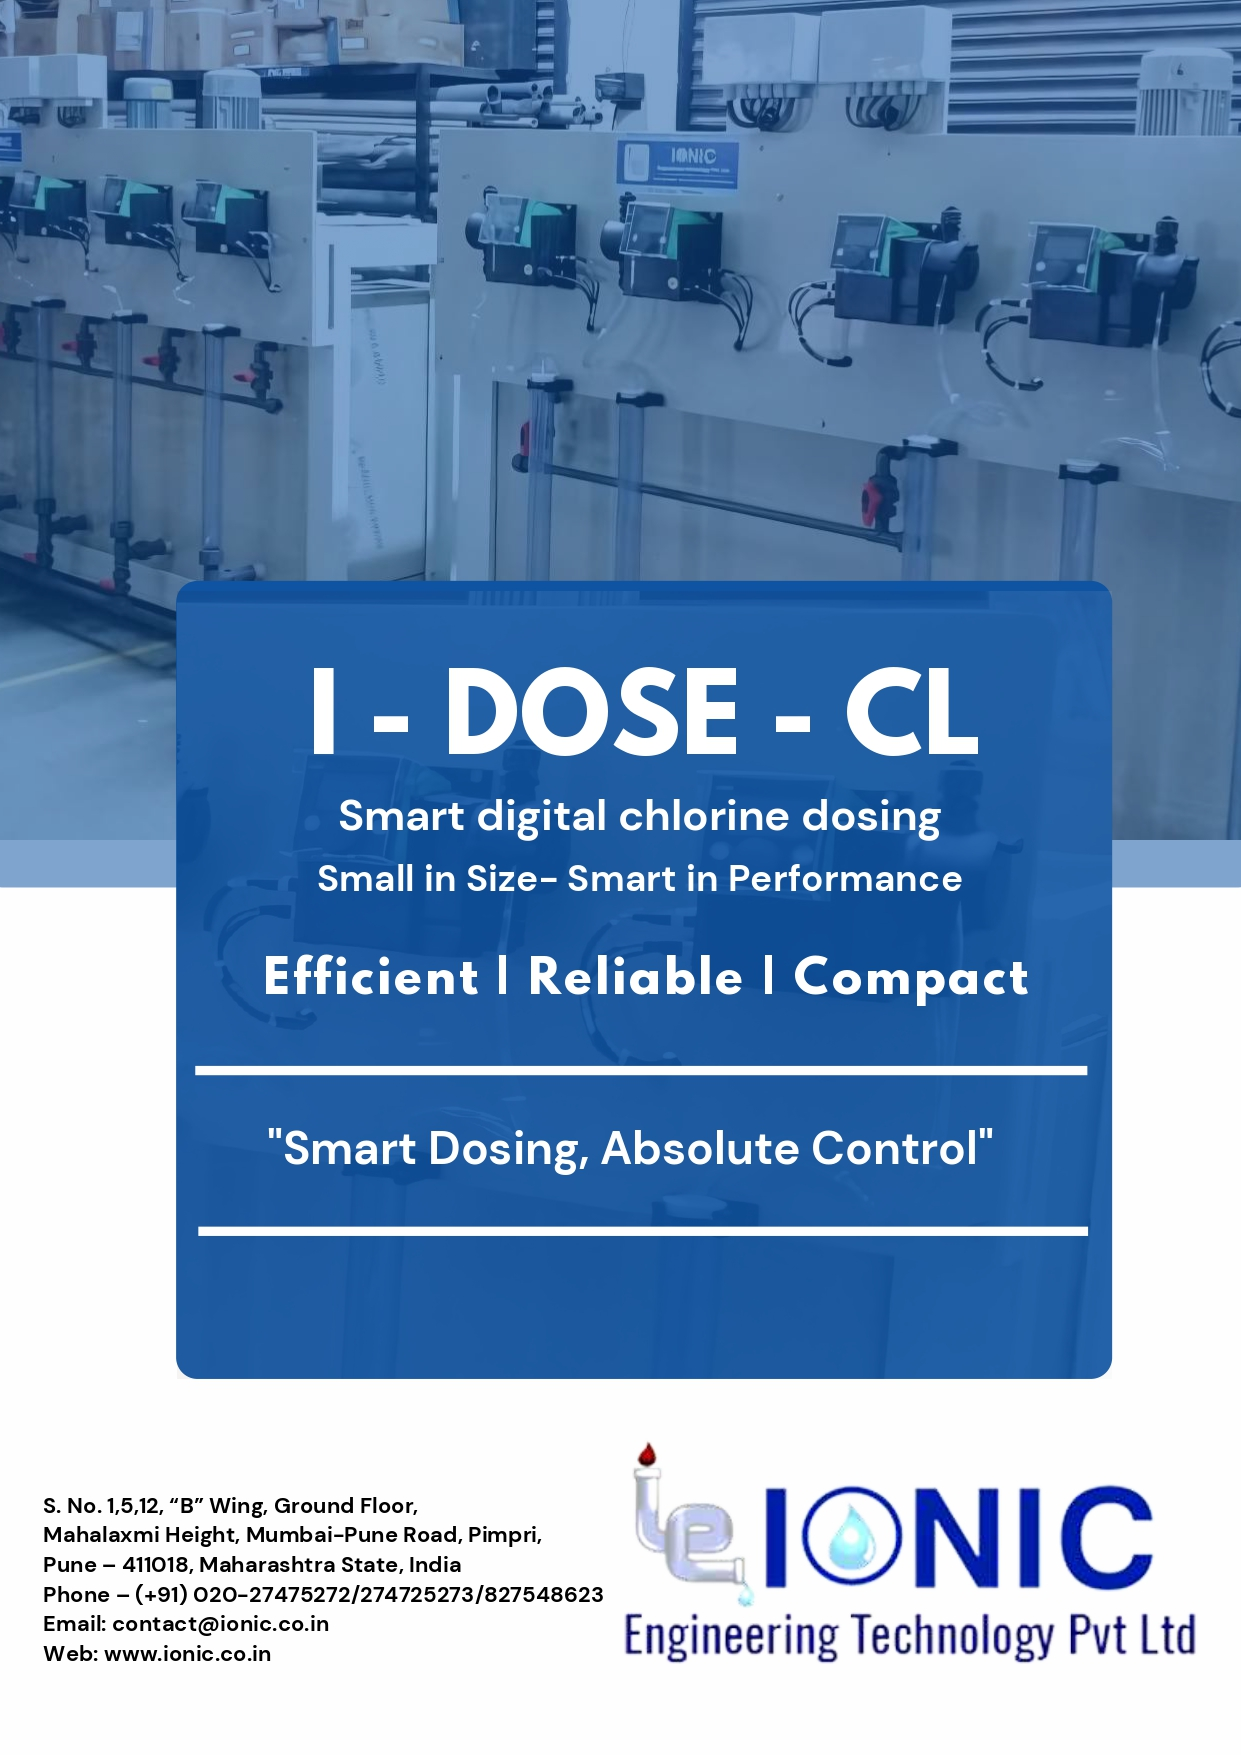 IONIC
I - DOSE - CL
Smart digital chlorine dosing
Small in Size- Smart in Performance
Efficient | Reliable | Compact
"Smart Dosing, Absolute Control"
S. No. 1,5,12, “B” Wing, Ground Floor,
Mahalaxmi Height, Mumbai-Pune Road, Pimpri,
Pune – 411018, Maharashtra State, India
Phone – (+91) 020-27475272/274725273/827548623
Email: contact@ionic.co.in
Web: www.ionic.co.in
Ie IONIC
Engineering Technology Pvt Ltd